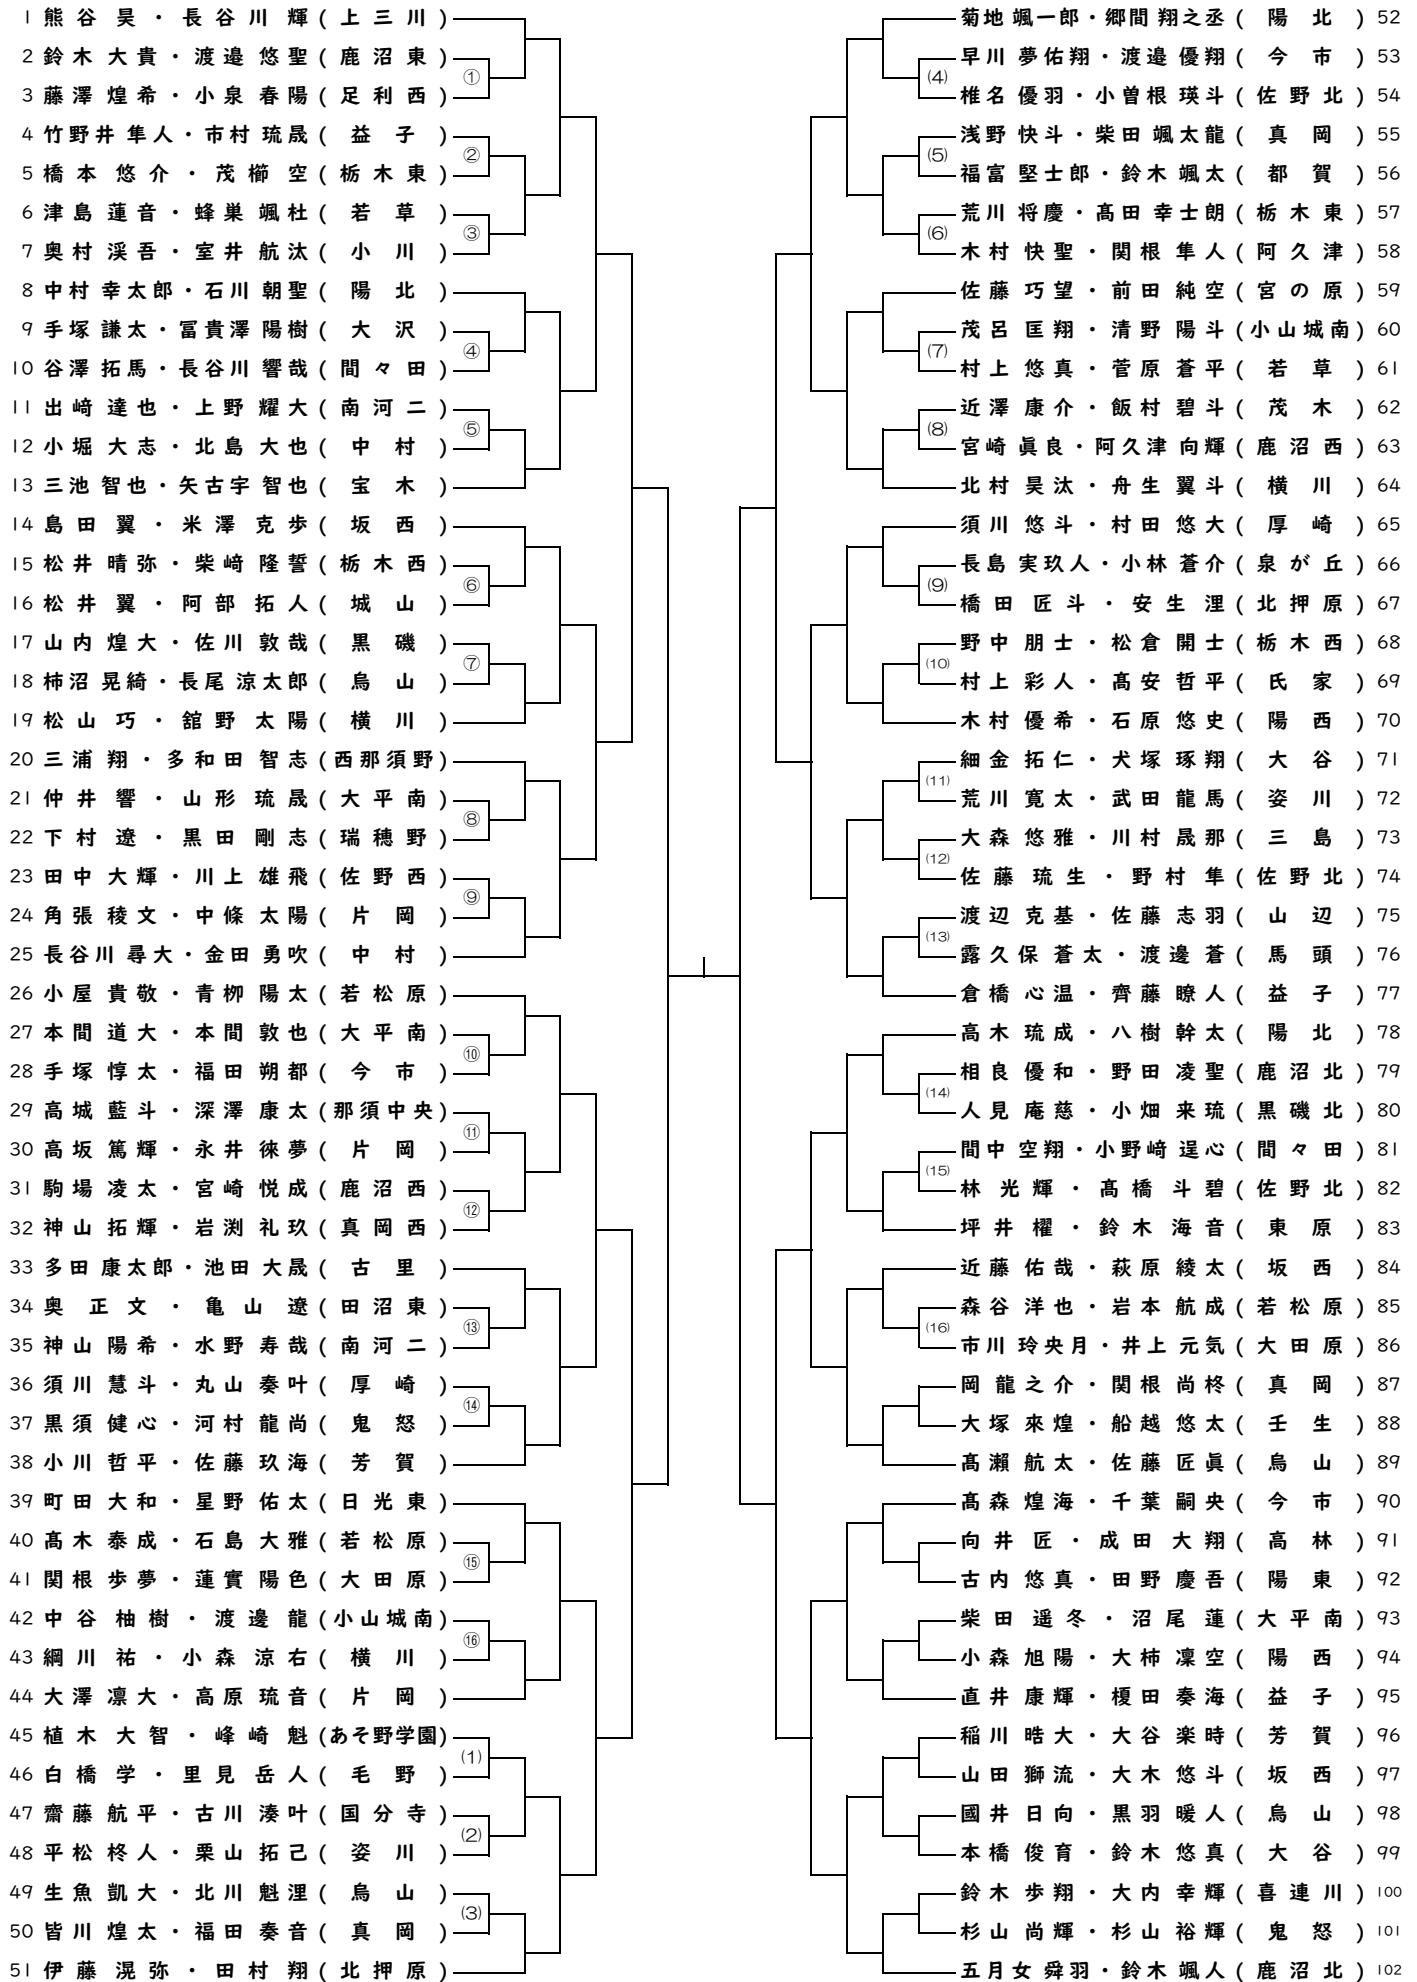 1 熊谷 昊・長谷川 輝 ( 上三川 )
2 鈴木 大貴・渡邉 悠聖 ( 鹿沼東 )
①
3 藤澤 煌希・小泉 春陽 ( 足利西 )
4 竹野井 隼人・市村 琉晟 ( 益子 )
②
5 橋本 悠介・茂櫛 空 ( 栃木東 )
6 津島 蓮音・蜂巣 颯杜 ( 若草 )
③
7 奥村 渓吾・室井 航汰 ( 小川 )
8 中村 幸太郎・石川 朝聖 ( 陽北 )
9 手塚 謙太・冨貴澤 陽樹 ( 大沢 )
④
10 谷澤 拓馬・長谷川 響哉 ( 間々田 )
11 出﨑 達也・上野 耀大 ( 南河二 )
⑤
12 小堀 大志・北島 大也 ( 中村 )
13 三池 智也・矢古宇 智也 ( 宝木 )
14 島田 翼・米澤 克歩 ( 坂西 )
15 松井 晴弥・柴﨑 隆誓 ( 栃木西 )
⑥
16 松井 翼・阿部 拓人 ( 城山 )
17 山内 煌大・佐川 敦哉 ( 黒磯 )
⑦
18 柿沼 晃綺・長尾 涼太郎 ( 烏山 )
19 松山 巧・舘野 太陽 ( 横川 )
20 三浦 翔・多和田 智志 (西那須野)
21 仲井 響・山形 琉晟 ( 大平南 )
⑧
22 下村 遼・黒田 剛志 ( 瑞穂野 )
23 田中 大輝・川上 雄飛 ( 佐野西 )
⑨
24 角張 稜文・中條 太陽 ( 片岡 )
25 長谷川 尋大・金田 勇吹 ( 中村 )
26 小屋 貴敬・青栁 陽太 ( 若松原 )
27 本間 道大・本間 敦也 ( 大平南 )
⑩
28 手塚 惇太・福田 朔都 ( 今市 )
29 高城 藍斗・深澤 康太 (那須中央)
⑪
30 高坂 篤輝・永井 徠夢 ( 片岡 )
31 駒場 凌太・宮崎 悦成 ( 鹿沼西 )
⑫
32 神山 拓輝・岩渕 礼玖 ( 真岡西 )
33 多田 康太郎・池田 大晟 ( 古里 )
34 奥 正文・亀山 遼 ( 田沼東 )
⑬
35 神山 陽希・水野 寿哉 ( 南河二 )
36 須川 慧斗・丸山 奏叶 ( 厚崎 )
⑭
37 黒須 健心・河村 龍尚 ( 鬼怒 )
38 小川 哲平・佐藤 玖海 ( 芳賀 )
39 町田 大和・星野 佑太 ( 日光東 )
40 髙木 泰成・石島 大雅 ( 若松原 )
⑮
41 関根 歩夢・蓮實 陽色 ( 大田原 )
42 中谷 柚樹・渡邊 龍 (小山城南)
⑯
43 綱川 祐・小森 涼右 ( 横川 )
44 大澤 凛大・高原 琉音 ( 片岡 )
45 植木 大智・峰崎 魁 (あそ野学園)
(1)
46 白橋 学・里見 岳人 ( 毛野 )
47 齋藤 航平・古川 湊叶 ( 国分寺 )
(2)
48 平松 柊人・栗山 拓己 ( 姿川 )
49 生魚 凱大・北川 魁浬 ( 烏山 )
(3)
50 皆川 煌太・福田 奏音 ( 真岡 )
51 伊藤 滉弥・田村 翔 ( 北押原 )
菊地 颯一郎・郷間 翔之丞 ( 陽北 ) 52
早川 夢佑翔・渡邉 優翔 ( 今市 ) 53
(4)
椎名 優羽・小曽根 瑛斗 ( 佐野北 ) 54
浅野 快斗・柴田 颯太龍 ( 真岡 ) 55
(5)
福富 堅士郎・鈴木 颯太 ( 都賀 ) 56
荒川 将慶・髙田 幸士朗 ( 栃木東 ) 57
(6)
木村 快聖・関根 隼人 ( 阿久津 ) 58
佐藤 巧望・前田 純空 ( 宮の原 ) 59
茂呂 匡翔・清野 陽斗 (小山城南) 60
(7)
村上 悠真・菅原 蒼平 ( 若草 ) 61
近澤 康介・飯村 碧斗 ( 茂木 ) 62
(8)
宮崎 眞良・阿久津 向輝 ( 鹿沼西 ) 63
北村 昊汰・舟生 翼斗 ( 横川 ) 64
須川 悠斗・村田 悠大 ( 厚崎 ) 65
長島 実玖人・小林 蒼介 ( 泉が丘 ) 66
(9)
橋田 匠斗・安生 浬 ( 北押原 ) 67
野中 朋士・松倉 開士 ( 栃木西 ) 68
(10)
村上 彩人・髙安 哲平 ( 氏家 ) 69
木村 優希・石原 悠史 ( 陽西 ) 70
細金 拓仁・犬塚 琢翔 ( 大谷 ) 71
(11)
荒川 寛太・武田 龍馬 ( 姿川 ) 72
大森 悠雅・川村 晟那 ( 三島 ) 73
(12)
佐藤 琉生・野村 隼 ( 佐野北 ) 74
渡辺 克基・佐藤 志羽 ( 山辺 ) 75
(13)
露久保 蒼太・渡邊 蒼 ( 馬頭 ) 76
倉橋 心温・齊藤 瞭人 ( 益子 ) 77
高木 琉成・八樹 幹太 ( 陽北 ) 78
相良 優和・野田 凌聖 ( 鹿沼北 ) 79
(14)
人見 庵慈・小畑 来琉 ( 黒磯北 ) 80
間中 空翔・小野﨑 逞心 ( 間々田 ) 81
(15)
林 光輝・髙橋 斗碧 ( 佐野北 ) 82
坪井 櫂・鈴木 海音 ( 東原 ) 83
近藤 佑哉・萩原 綾太 ( 坂西 ) 84
森谷 洋也・岩本 航成 ( 若松原 ) 85
(16)
市川 玲央月・井上 元気 ( 大田原 ) 86
岡 龍之介・関根 尚柊 ( 真岡 ) 87
大塚 來煌・船越 悠太 ( 壬生 ) 88
髙瀨 航太・佐藤 匠眞 ( 烏山 ) 89
髙森 煌海・千葉 嗣央 ( 今市 ) 90
向井 匠・成田 大翔 ( 高林 ) 91
古内 悠真・田野 慶吾 ( 陽東 ) 92
柴田 遥冬・沼尾 蓮 ( 大平南 ) 93
小森 旭陽・大柿 凜空 ( 陽西 ) 94
直井 康輝・榎田 奏海 ( 益子 ) 95
稲川 晧大・大谷 楽時 ( 芳賀 ) 96
山田 獅流・大木 悠斗 ( 坂西 ) 97
國井 日向・黒羽 暖人 ( 烏山 ) 98
本橋 俊育・鈴木 悠真 ( 大谷 ) 99
鈴木 歩翔・大内 幸輝 ( 喜連川 ) 100
杉山 尚輝・杉山 裕輝 ( 鬼怒 ) 101
五月女 舜羽・鈴木 颯人 ( 鹿沼北 ) 102